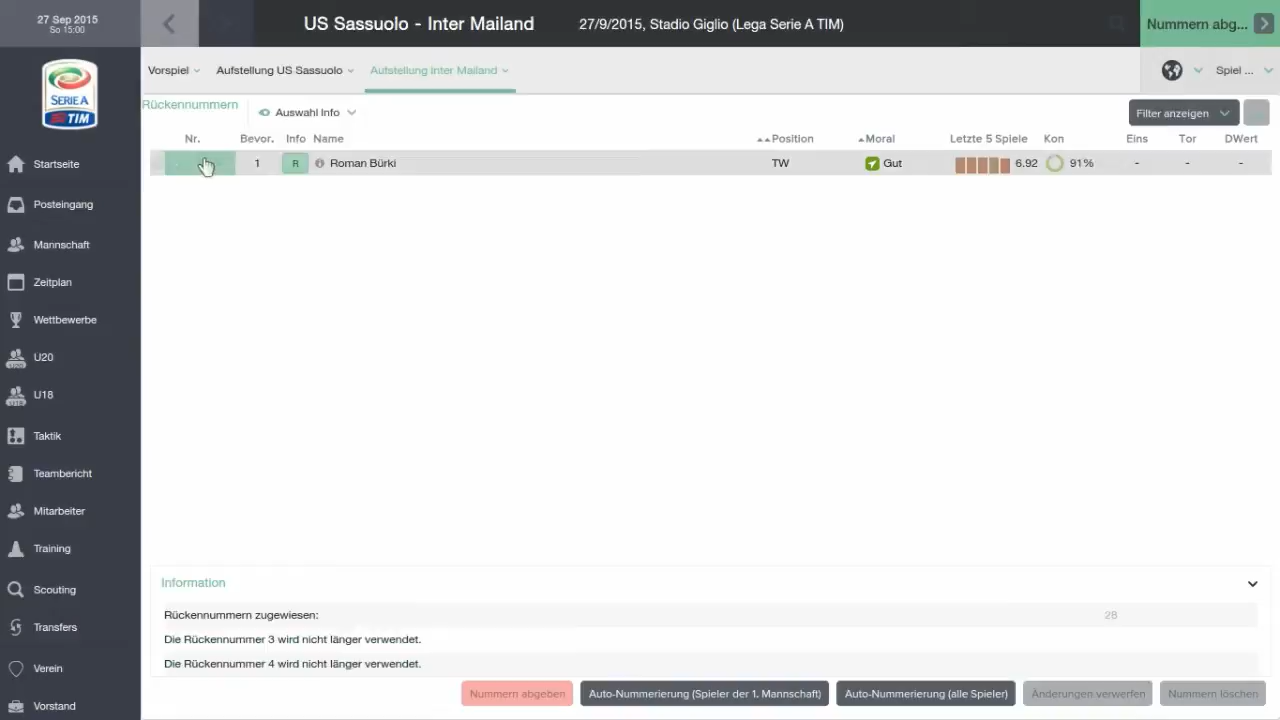 27 Sep 2015
So 15:00
US Sassuolo - Inter Mailand
27/9/2015, Stadio Giglio (Lega Serie A TIM)
Nummern abg...
SERIE A
TIM
Vorspiel
Aufstellung US Sassuolo
Aufstellung Inter Mailand
Spiel ...
Rückennummern
Auswahl Info
Filter anzeigen
Nr.
Bevor.
Info
Name
Position
Moral
Letzte 5 Spiele
Kon
Eins
Tor
DWert
1
R
Roman Bürki
TW
Gut
6.92
91%
-
-
-
Startseite
Posteingang
Mannschaft
Zeitplan
Wettbewerbe
U20
U18
Taktik
Teambericht
Mitarbeiter
Training
Scouting
Transfers
Verein
Vorstand
Information
Rückennummern zugewiesen:
28
Die Rückennummer 3 wird nicht länger verwendet.
Die Rückennummer 4 wird nicht länger verwendet.
Nummern abgeben
Auto-Nummerierung (Spieler der 1. Mannschaft)
Auto-Nummerierung (alle Spieler)
Änderungen verwerfen
Nummern löschen